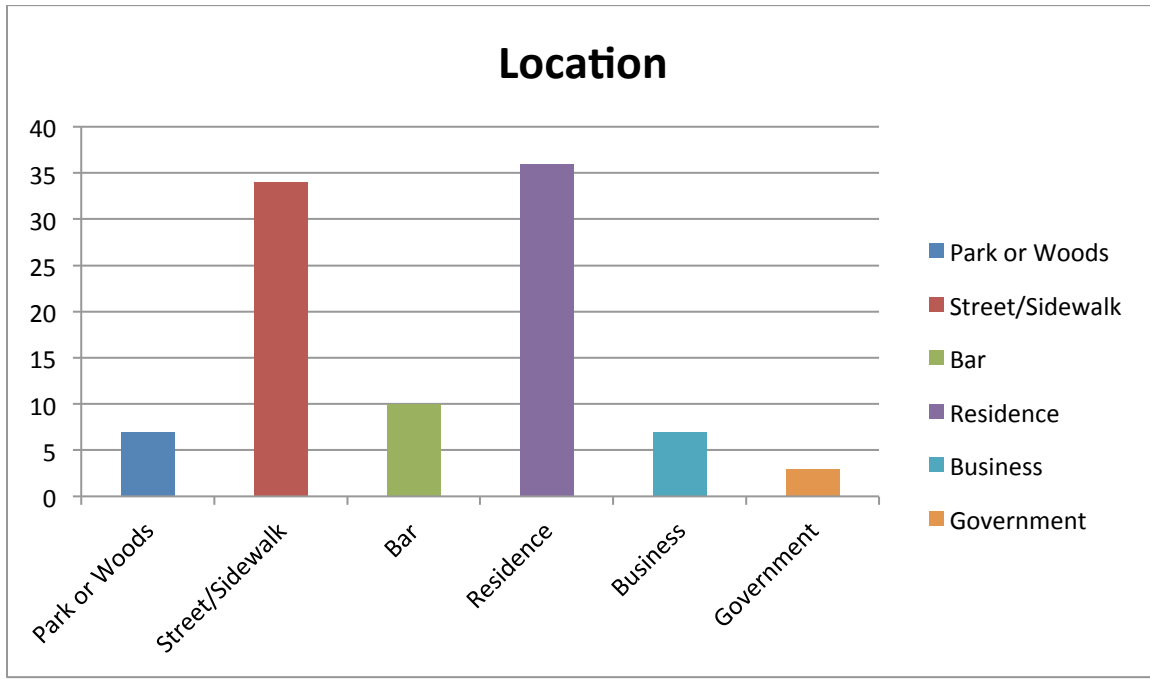 Location
40
35
30
25
20
15
10
5
0
Park or Woods
Street/Sidewalk
Bar
Residence
Business
Government
Park or Woods
Street/Sidewalk
Bar
Residence
Business
Government